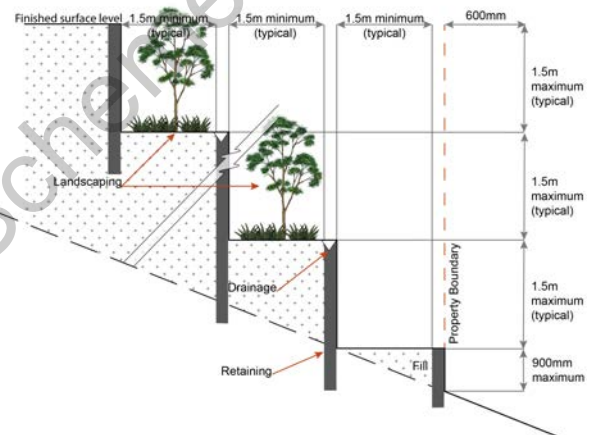 Finished surface level
1.5m minimum
(typical)
1.5m minimum
(typical)
1.5m minimum
(typical)
600mm
1.5m
maximum
(typical)
Landscaping
1.5m
maximum
(typical)
Drainage
Property Boundary
1.5m
maximum
(typical)
Retaining
Fill
900mm
maximum